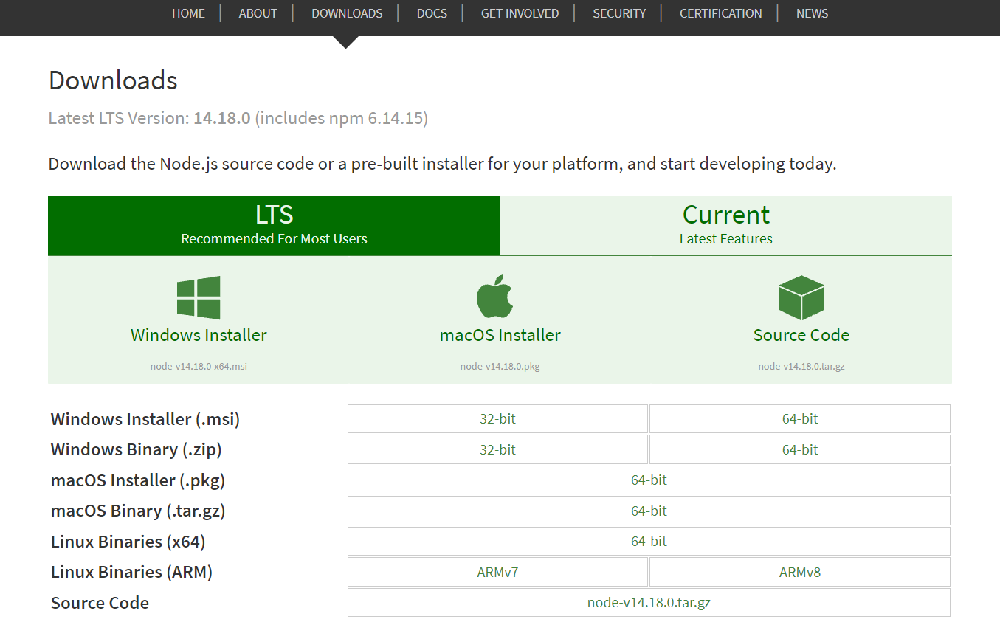 HOME ABOUT DOWNLOADS DOCS GET INVOLVED SECURITY CERTIFICATION NEWS
Downloads
Latest LTS Version: 14.18.0 (includes npm 6.14.15)
Download the Node.js source code or a pre-built installer for your platform, and start developing today.
LTS
Recommended For Most Users
Current
Latest Features
Windows Installer
node-v14.18.0-x64.msi
macOS Installer
node-v14.18.0.pkg
Source Code
node-v14.18.0.tar.gz
Windows Installer (.msi) 32-bit 64-bit
Windows Binary (.zip) 32-bit 64-bit
macOS Installer (.pkg) 64-bit
macOS Binary (.tar.gz) 64-bit
Linux Binaries (x64) 64-bit
Linux Binaries (ARM) ARMv7 ARMv8
Source Code node-v14.18.0.tar.gz